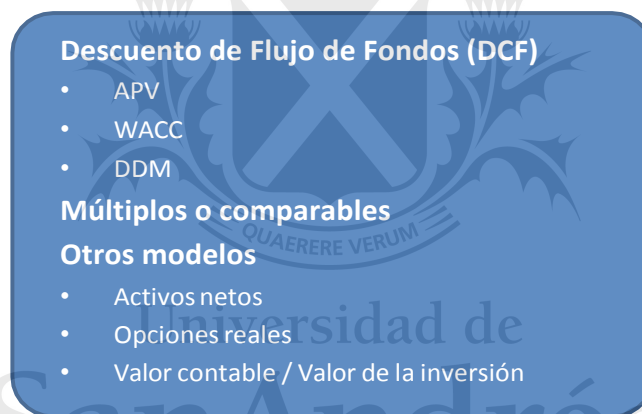 Descuento de Flujo de Fondos (DCF)
• APV
• WACC
• DDM
Múltiplos o comparables
QUAERERE VERUM
Otros modelos
• Activos netos
Universidad de
• Opciones reales
• Valor contable / Valor de la inversión
SanAndré